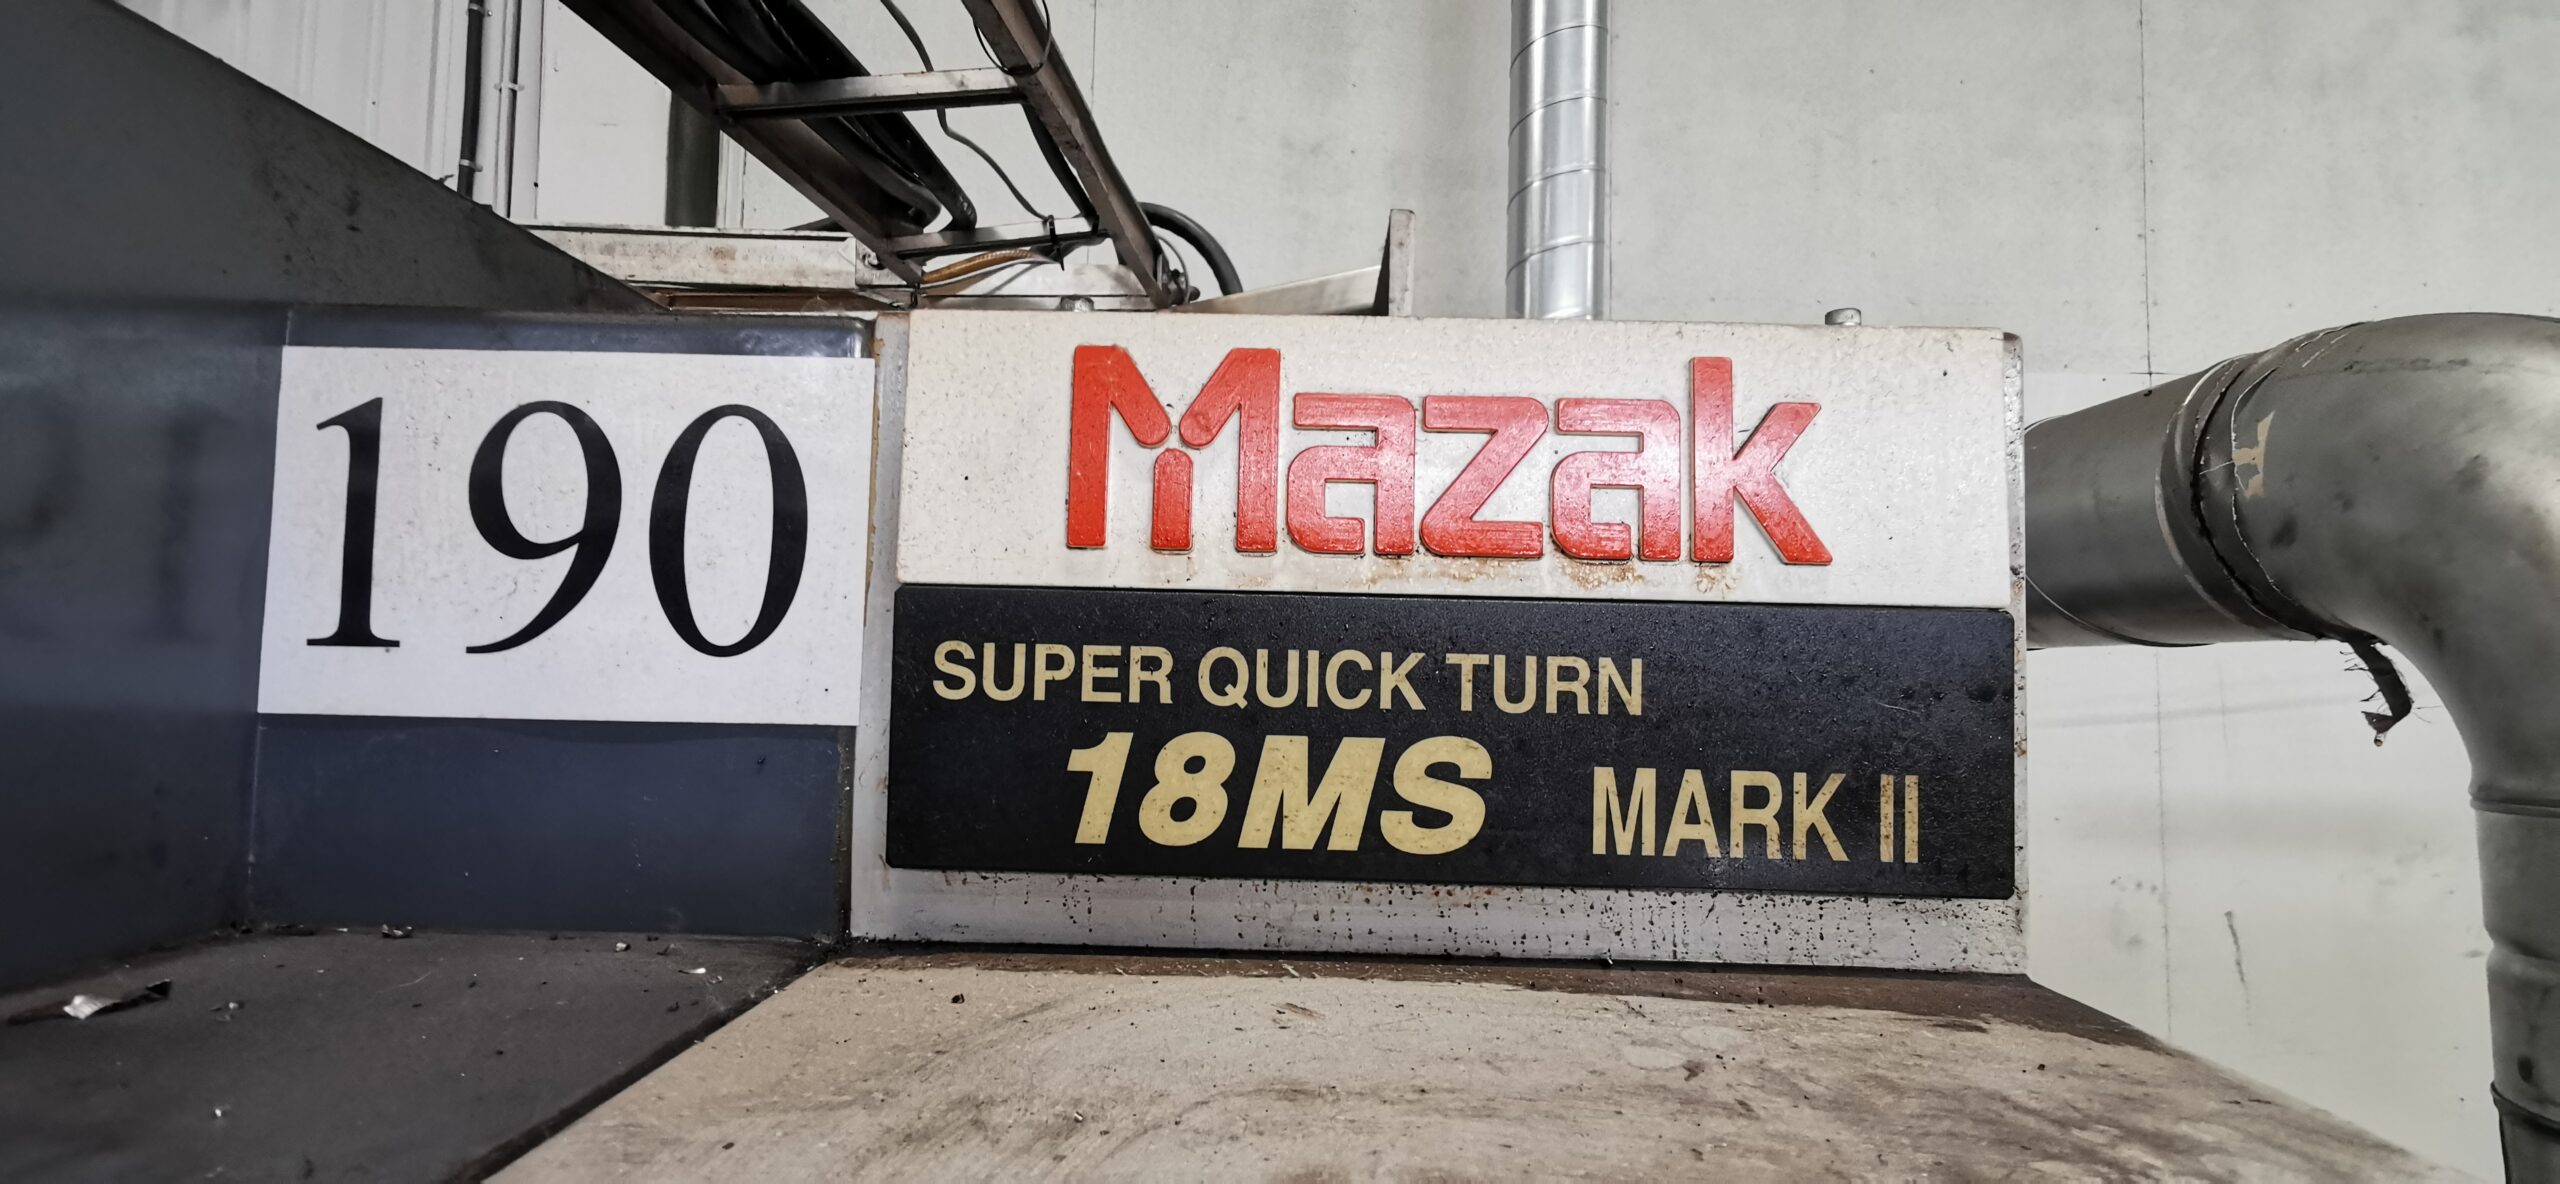 190
Mazak
SUPER QUICK TURN
18MS MARK II